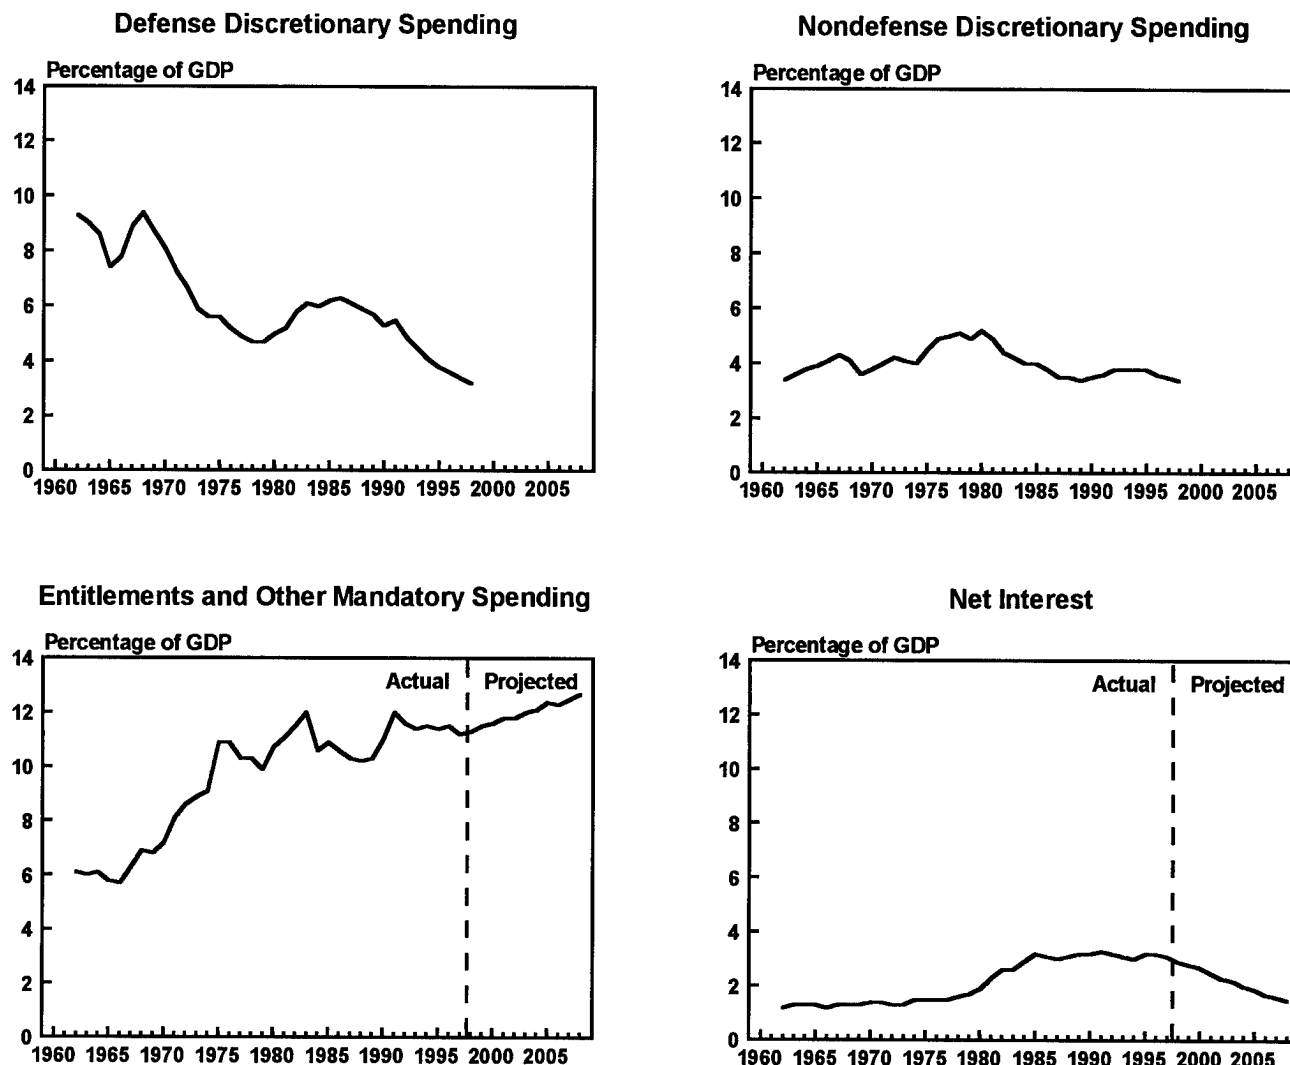 Defense Discretionary Spending
Percentage of GDP
14
12
10
8
6
4
2
0
1960 1965 1970 1975 1980 1985 1990 1995 2000 2005
Nondefense Discretionary Spending
Percentage of GDP
14
12
10
8
6
4
2
0
1960 1965 1970 1975 1980 1985 1990 1995 2000 2005
Entitlements and Other Mandatory Spending
Percentage of GDP
14
Actual Projected
12
10
8
6
4
2
0
1960 1965 1970 1975 1980 1985 1990 1995 2000 2005
Net Interest
Percentage of GDP
14
Actual Projected
12
10
8
6
4
2
0
1960 1965 1970 1975 1980 1985 1990 1995 2000 2005